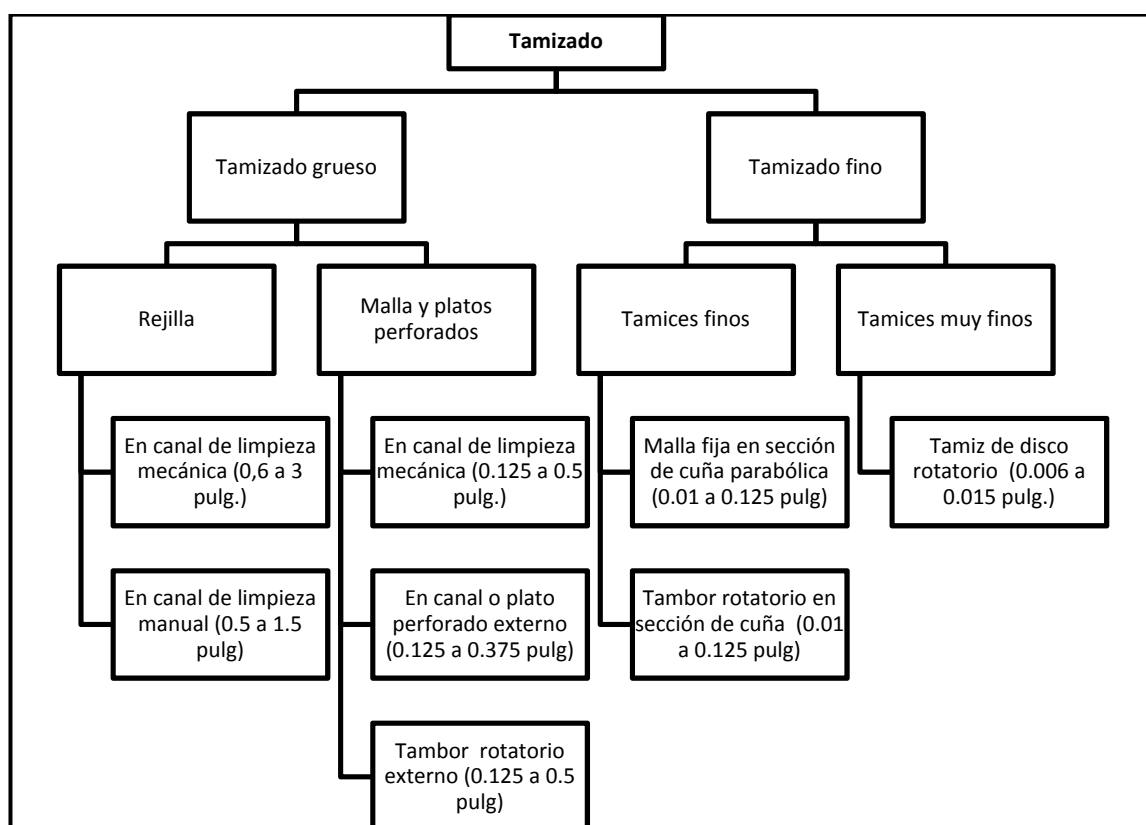 Tamizado
Tamizado grueso
Tamizado fino
Rejilla
Malla y platos
perforados
Tamices finos
Tamices muy finos
En canal de limpieza
mecánica (0,6 a 3
pulg.)
En canal de limpieza
mecánica (0.125 a 0.5
pulg.)
Malla fija en sección
de cuña parabólica
(0.01 a 0.125 pulg)
Tamiz de disco
rotatorio (0.006 a
0.015 pulg.)
En canal de limpieza
manual (0.5 a 1.5
pulg)
En canal o plato
perforado externo
(0.125 a 0.375 pulg)
Tambor rotatorio en
sección de cuña (0.01
a 0.125 pulg)
Tambor rotatorio
externo (0.125 a 0.5
pulg)